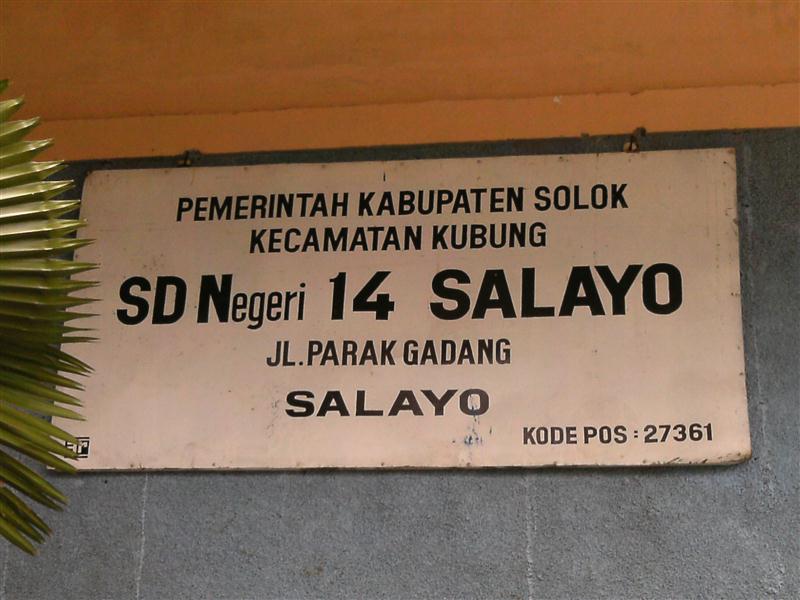 PEMERINTAH KABUPATEN SOLOK
KECAMATAN KUBUNG
SD Negeri 14 SALAYO
JL. PARAK GADANG
SALAYO
KODE POS : 27361